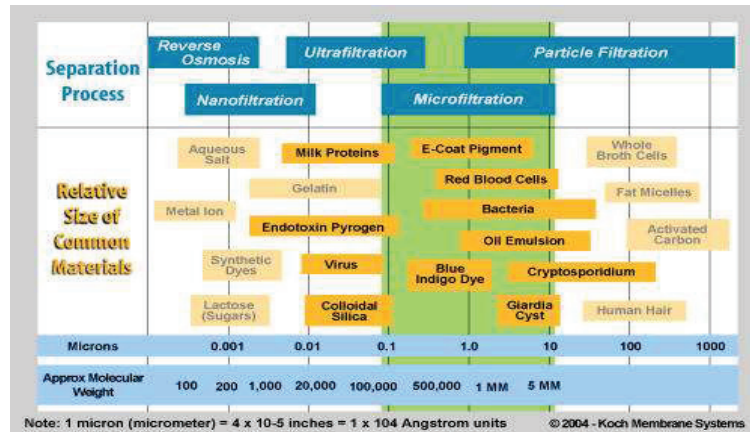 Separation
Process
Reverse
Osmosis
Ultrafiltration
Particle Filtration
Nanofiltration
Microfiltration
Relative
Size of
Common
Materials
Aqueous
Salt
Milk Proteins
E-Coat Pigment
Whole
Broth Cells
Gelatin
Red Blood Cells
Fat Micelles
Metal Ion
Bacteria
Endotoxin Pyrogen
Activated
Carbon
Oil Emulsion
Synthetic
Dyes
Virus
Blue
Indigo Dye
Cryptosporidium
Lactose
(Sugars)
Colloidal
Silica
Giardia
Cyst
Human Hair
Microns 0.001 0.01 0.1 1.0 10 100 1000
Approx Molecular
Weight
100 200 1,000 20,000 100,000 500,000 1 MM 5 MM
Note: 1 micron (micrometer) = 4 x 10-5 inches = 1 x 104 Angstrom units
© 2004 - Koch Membrane Systems